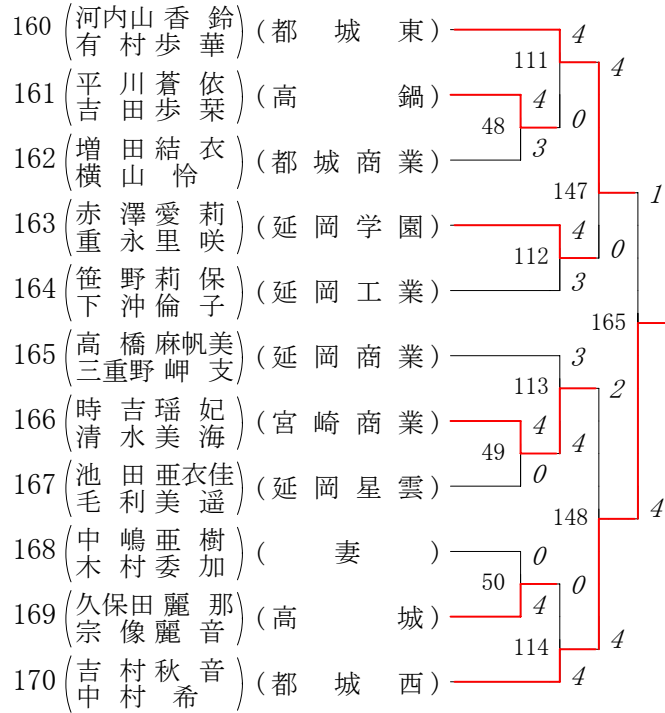 160 (河内山 香 鈴 有 村 歩 華) (都 城 東) 4
111 4
161 (平 川 蒼 依 吉 田 歩 栞) (高 鍋) 4 0
48
162 (増 田 結 衣 横 山 怜) (都 城 商 業) 3
147 1
163 (赤 澤 愛 莉 重 永 里 咲) (延 岡 学 園) 4
112 0
164 (笹 野 莉 保 下 沖 倫 子) (延 岡 工 業) 3
165
165 (高 橋 麻帆美 三重野 岬 支) (延 岡 商 業) 3
113 2
166 (時 吉 瑶 妃 清 水 美 海) (宮 崎 商 業) 4 4
49
167 (池 田 亜衣佳 毛 利 美 遥) (延 岡 星 雲) 0
148 4
168 (中 嶋 亜 樹 木 村 委 加) (妻) 0
50 0
169 (久保田 麗 那 宗 像 麗 音) (高 城) 4
114 4
170 (吉 村 秋 音 中 村 希) (都 城 西) 4